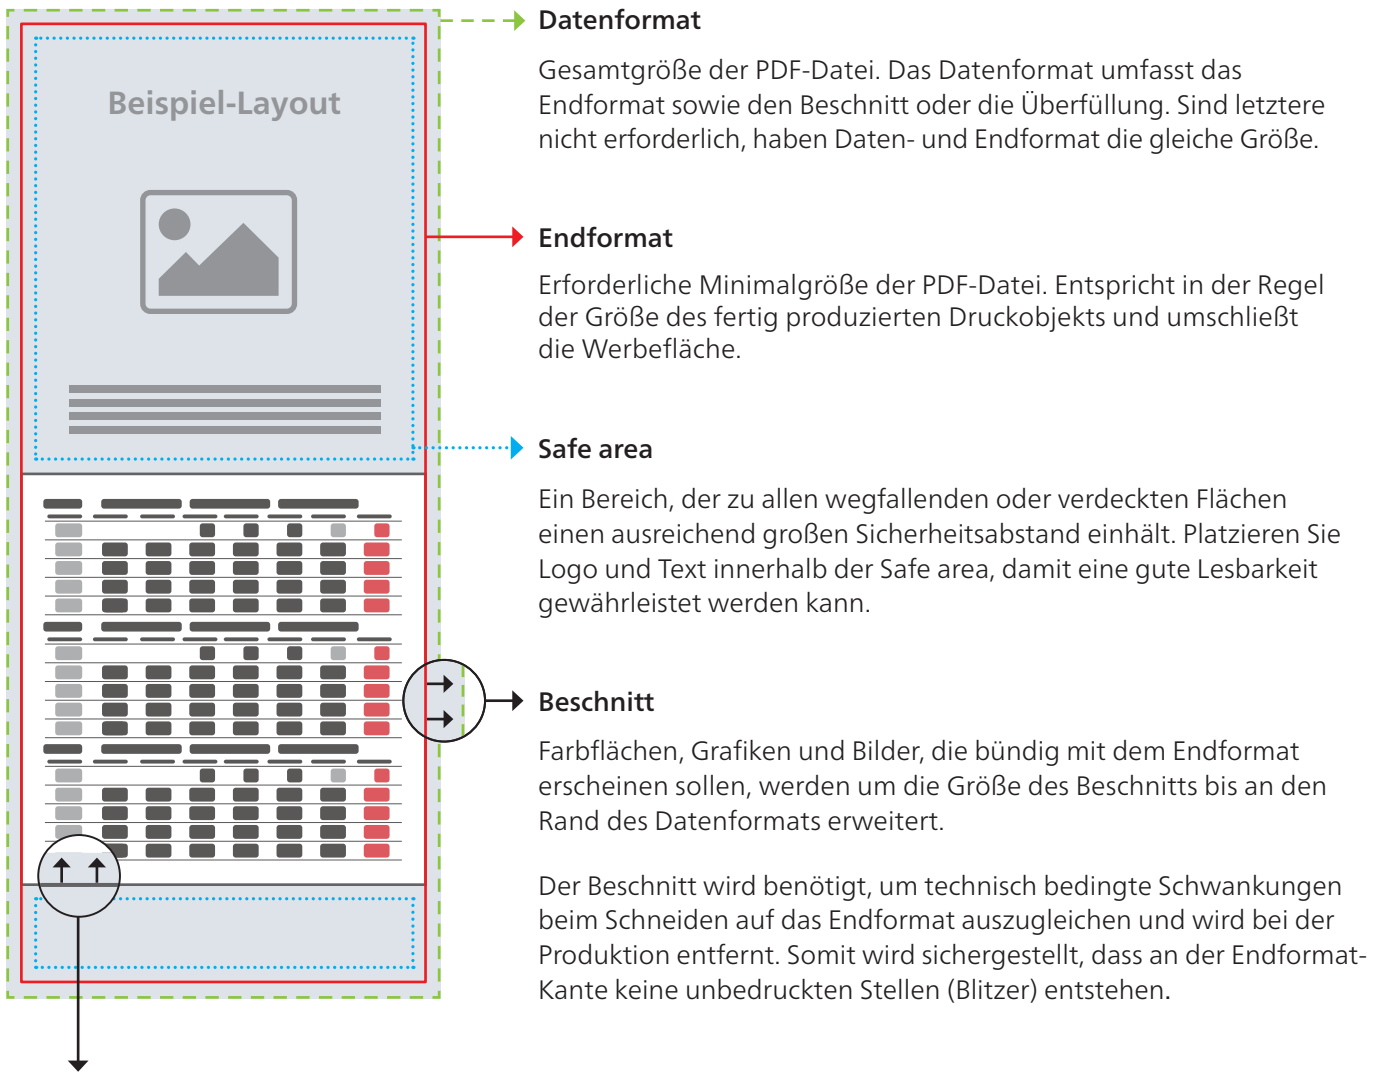 Beispiel-Layout
Datenformat
Gesamtgröße der PDF-Datei. Das Datenformat umfasst das
Endformat sowie den Beschnitt oder die Überfüllung. Sind letztere
nicht erforderlich, haben Daten- und Endformat die gleiche Größe.
Endformat
Erforderliche Minimalgröße der PDF-Datei. Entspricht in der Regel
der Größe des fertig produzierten Druckobjekts und umschließt
die Werbefläche.
Safe area
Ein Bereich, der zu allen wegfallenden oder verdeckten Flächen
einen ausreichend großen Sicherheitsabstand einhält. Platzieren Sie
Logo und Text innerhalb der Safe area, damit eine gute Lesbarkeit
gewährleistet werden kann.
Beschnitt
Farbflächen, Grafiken und Bilder, die bündig mit dem Endformat
erscheinen sollen, werden um die Größe des Beschnitts bis an den
Rand des Datenformats erweitert.
Der Beschnitt wird benötigt, um technisch bedingte Schwankungen
beim Schneiden auf das Endformat auszugleichen und wird bei der
Produktion entfernt. Somit wird sichergestellt, dass an der Endformat-
Kante keine unbedruckten Stellen (Blitzer) entstehen.